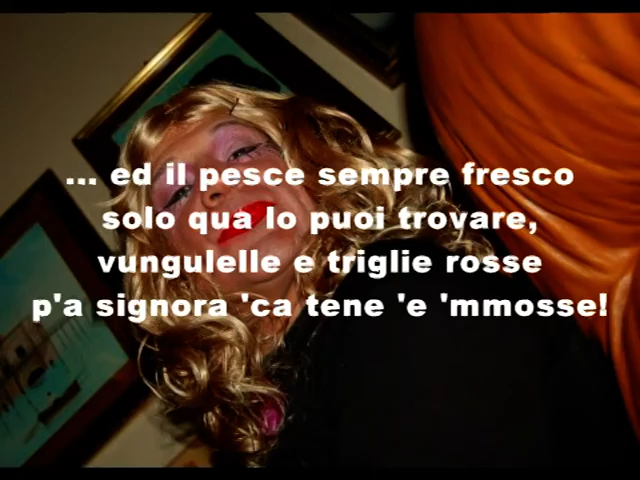 ... ed il pesce sempre fresco
solo qua lo puoi trovare,
vungulelle e triglie rosse
p'a signora 'ca tene 'e 'mmosse!